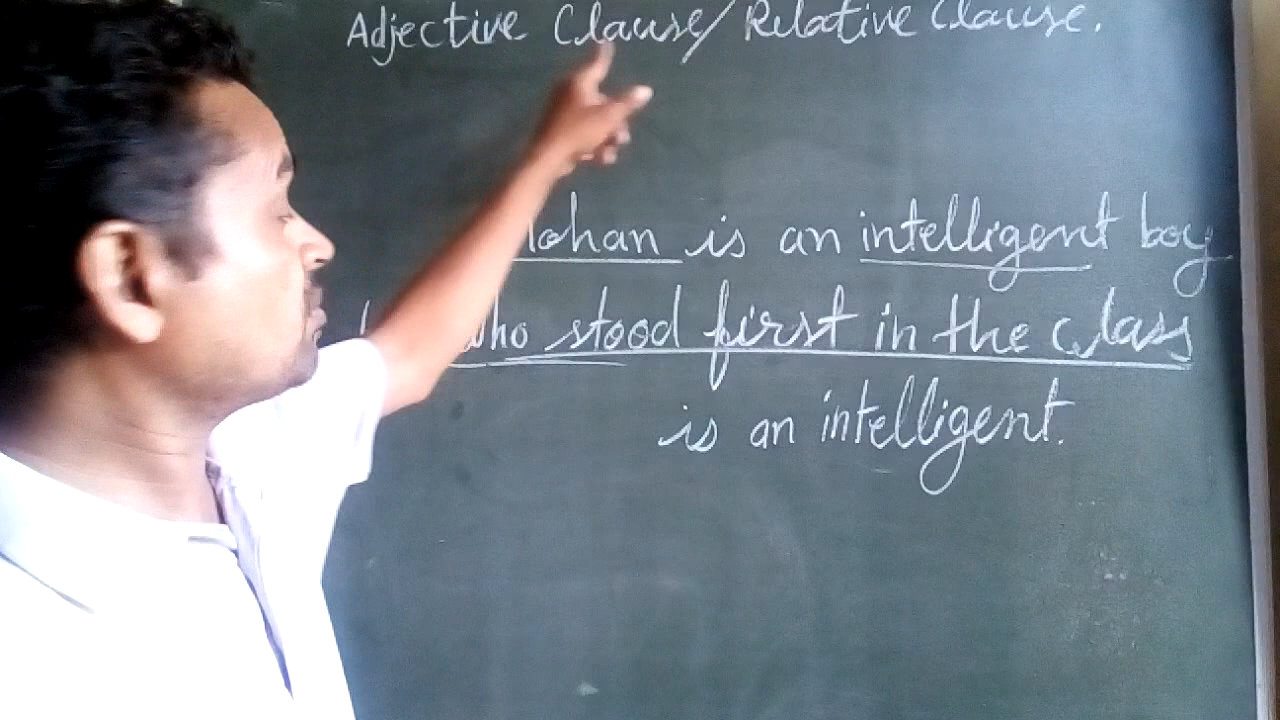 Adjective Clause/Relative Clause.
is an intelligent boy
who stood first in the class
is an intelligent.